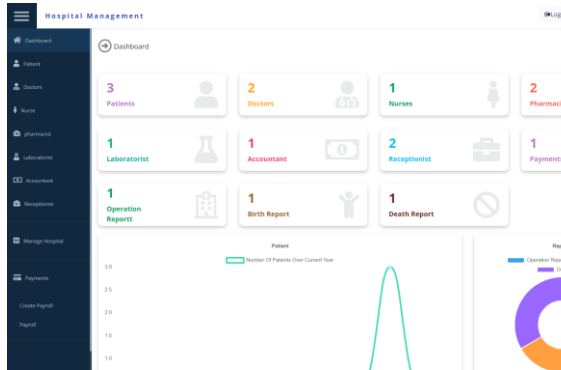 Hospital Management
Log
Dashboard
Patient
Doctors
Nurse
pharmacist
Laboratorist
Accountant
Receptionist
Manage Hospital
Payments
Create Payroll
Payroll
Dashboard
3
Patients
2
Doctors
1
Nurses
2
Pharmaci
1
Laboratorist
1
Accountant
2
Receptionist
1
Payment
1
Operation
Reportt
1
Birth Report
1
Death Report
Patient
Number Of Patients Over Current Year
3.0
2.5
2.0
1.5
1.0
Rep
Operation Repo
D